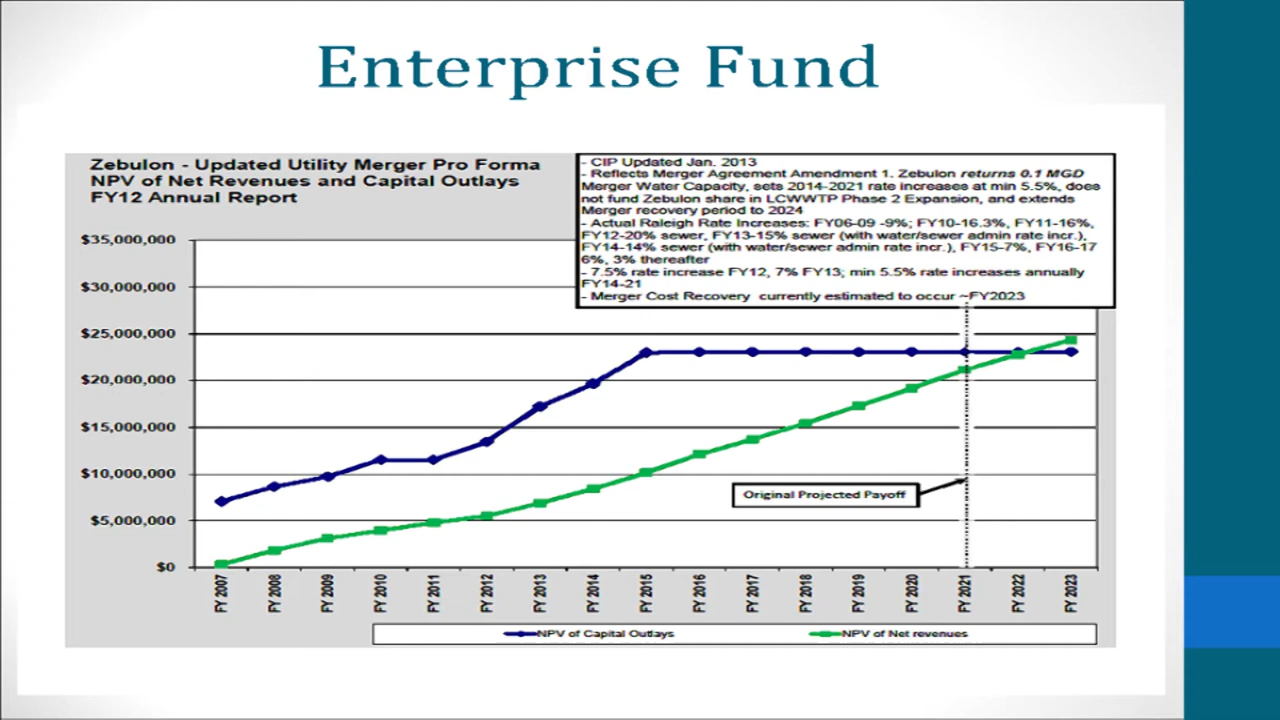 Enterprise Fund
Zebulon - Updated Utility Merger Pro Forma
NPV of Net Revenues and Capital Outlays
FY12 Annual Report
- CIP Updated Jan. 2013
- Reflects Merger Agreement Amendment 1. Zebulon returns 0.1 MGD
Merger Water Capacity, sets 2014-2021 rate increases at min 5.5%, does
not fund Zebulon share in LCWWTP Phase 2 Expansion, and extends
Merger recovery period to 2024
- Actual Raleigh Rate Increases: FY06-09 -9%; FY10-16.3%, FY11-16%,
FY12-20% sewer, FY13-15% sewer (with water/sewer admin rate incr.),
FY14-14% sewer (with water/sewer admin rate incr.), FY15-7%, FY16-17
6%, 3% thereafter
- 7.5% rate increase FY12, 7% FY13; min 5.5% rate increases annually
FY14-21
- Merger Cost Recovery currently estimated to occur ~FY2023
$35,000,000
$30,000,000
$25,000,000
$20,000,000
$15,000,000
$10,000,000
$5,000,000
$0
Original Projected Payoff
FY 2007
FY 2008
FY 2009
FY 2010
FY 2011
FY 2012
FY 2013
FY 2014
FY 2015
FY 2016
FY 2017
FY 2018
FY 2019
FY 2020
FY 2021
FY 2022
FY 2023
NPV of Capital Outlays
NPV of Net revenues